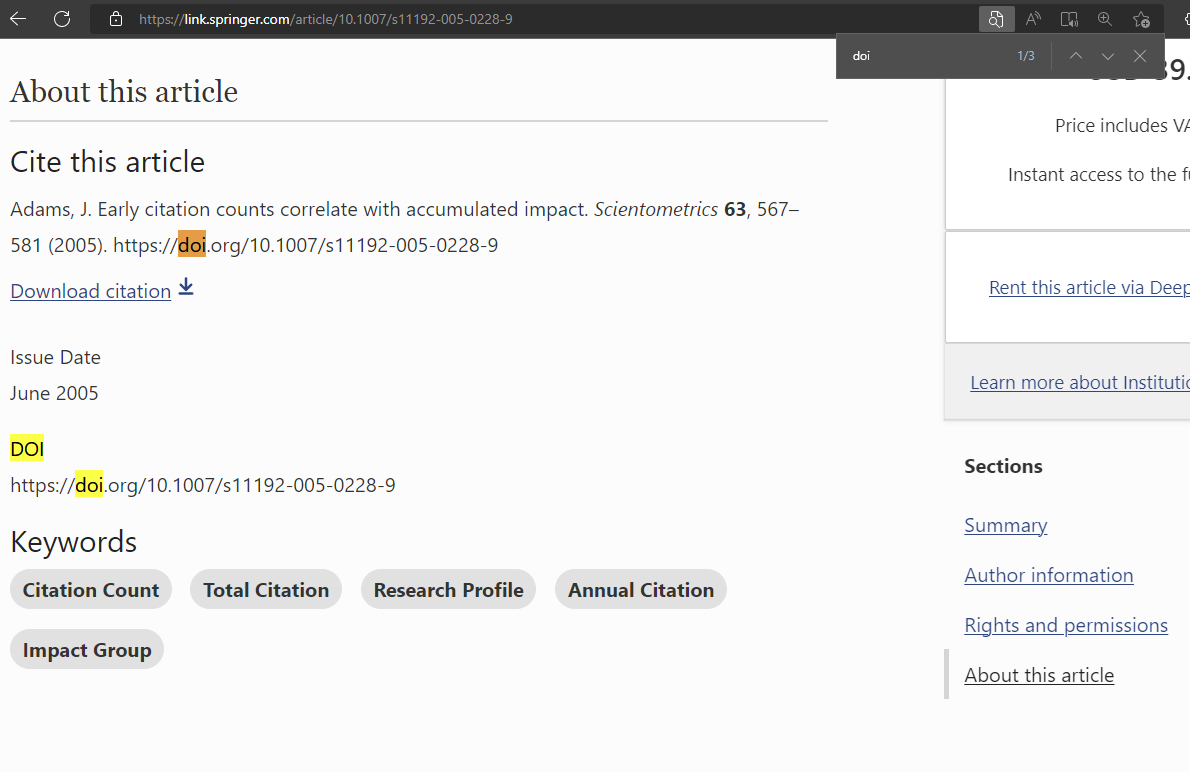 https://link.springer.com/article/10.1007/s11192-005-0228-9
doi 1/3
About this article
Cite this article
Adams, J. Early citation counts correlate with accumulated impact. Scientometrics 63, 567–
581 (2005). https://doi.org/10.1007/s11192-005-0228-9
Download citation
Issue Date
June 2005
DOI
https://doi.org/10.1007/s11192-005-0228-9
Keywords
Citation Count Total Citation Research Profile Annual Citation
Impact Group
Price includes VA
Instant access to the fu
Rent this article via Deep
Learn more about Institutio
Sections
Summary
Author information
Rights and permissions
About this article